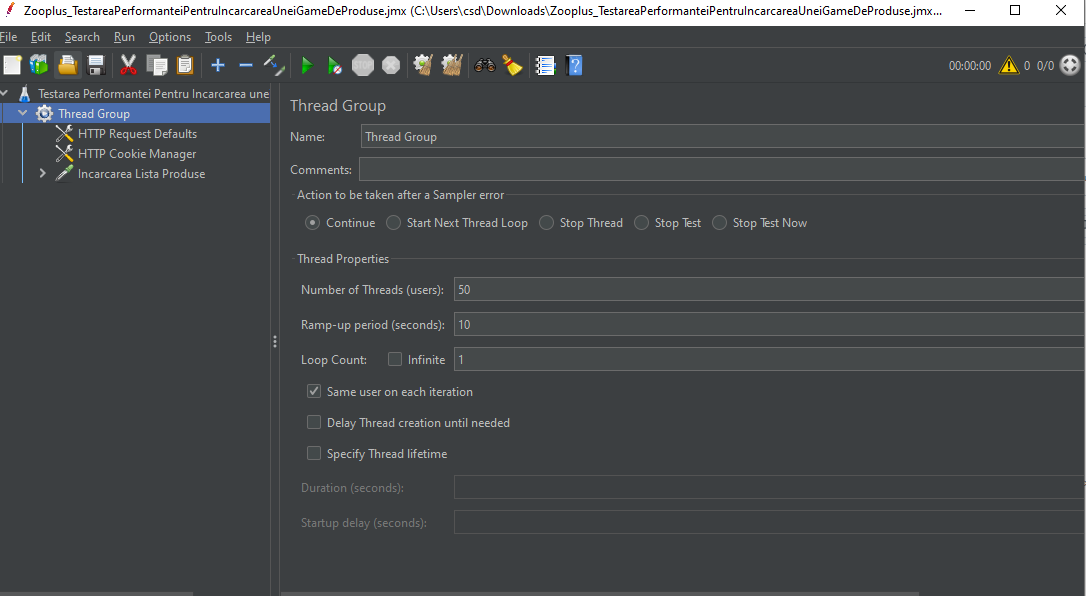 Zooplus_TestareaPerformanteiPentruIncarcareaUneiGameDeProduse.jmx (C:\Users\csd\Downloads\Zooplus_TestareaPerformanteiPentruIncarcareaUneiGameDeProduse.jmx...
File Edit Search Run Options Tools Help
00:00:00 0 0/0
Testarea Performantei Pentru Incarcarea une
Thread Group
HTTP Request Defaults
HTTP Cookie Manager
Incarcarea Lista Produse
Thread Group
Name: Thread Group
Comments:
Action to be taken after a Sampler error
Continue Start Next Thread Loop Stop Thread Stop Test Stop Test Now
Thread Properties
Number of Threads (users): 50
Ramp-up period (seconds): 10
Loop Count: Infinite 1
Same user on each iteration
Delay Thread creation until needed
Specify Thread lifetime
Duration (seconds):
Startup delay (seconds):